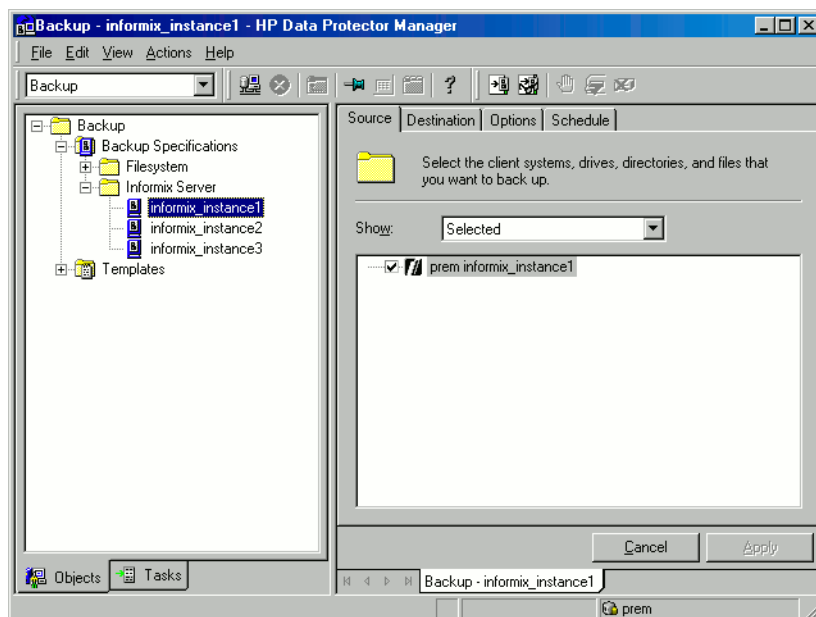 Backup - informix_instance1 - HP Data Protector Manager
File Edit View Actions Help
Backup
Backup
Backup Specifications
Filesystem
Informix Server
informix_instance1
informix_instance2
informix_instance3
Templates
Objects
Tasks
Source Destination Options Schedule
Select the client systems, drives, directories, and files that
you want to back up.
Show: Selected
prem informix_instance1
Cancel Apply
Backup - informix_instance1
prem